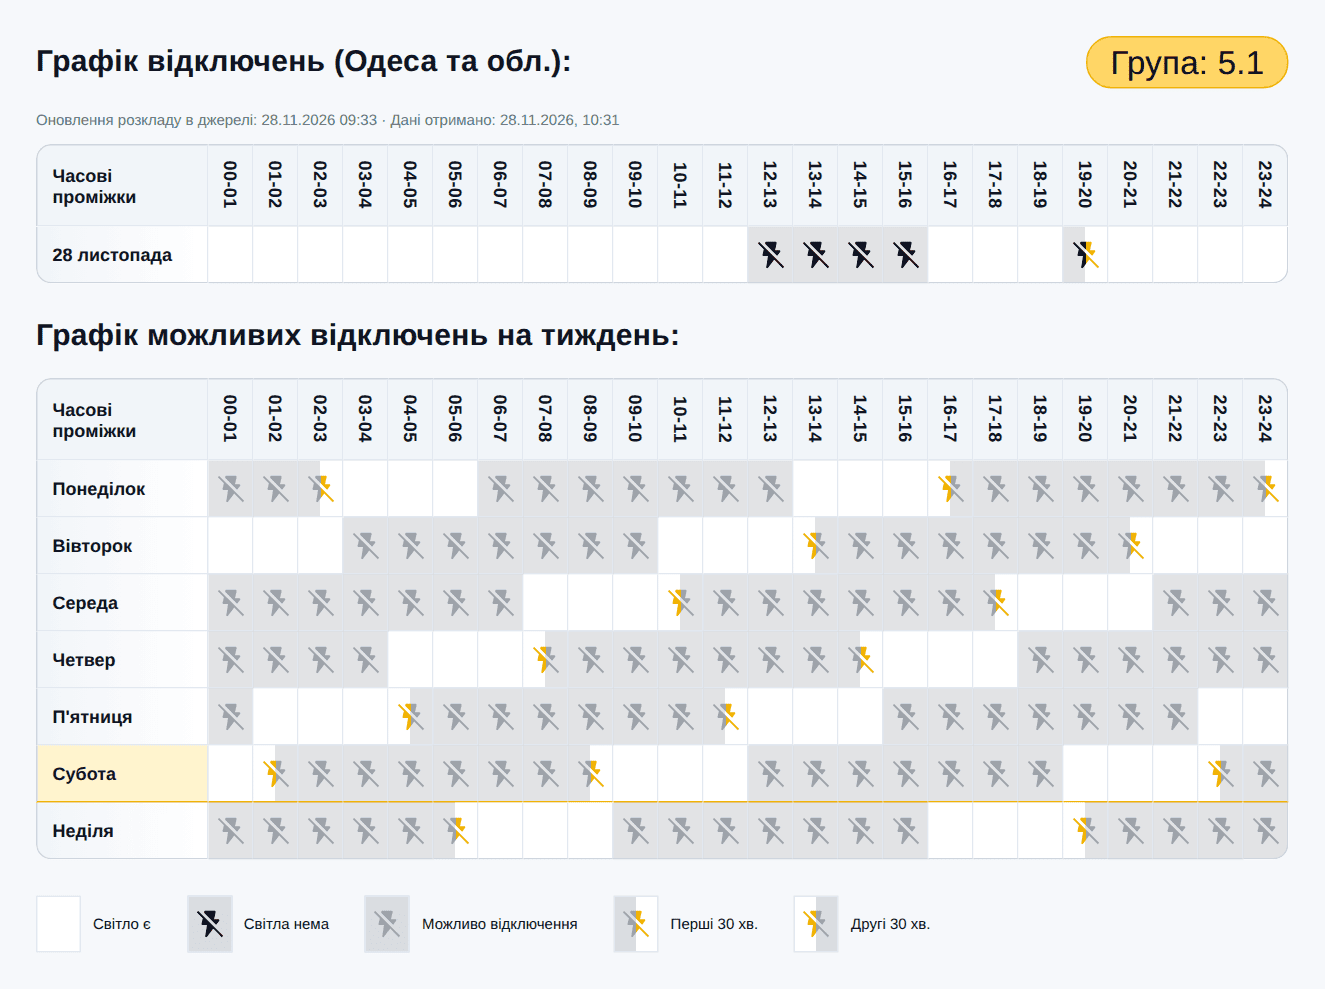 Графік відключень (Одеса та обл.):
Група: 5.1
Оновлення розкладу в джерелі: 28.11.2026 09:33 · Дані отримано: 28.11.2026, 10:31
Часові проміжки 00-01 01-02 02-03 03-04 04-05 05-06 06-07 07-08 08-09 09-10 10-11 11-12 12-13 13-14 14-15 15-16 16-17 17-18 18-19 19-20 20-21 21-22 22-23 23-24
28 листопада
Графік можливих відключень на тиждень:
Часові проміжки 00-01 01-02 02-03 03-04 04-05 05-06 06-07 07-08 08-09 09-10 10-11 11-12 12-13 13-14 14-15 15-16 16-17 17-18 18-19 19-20 20-21 21-22 22-23 23-24
Понеділок
Вівторок
Середа
Четвер
П'ятниця
Субота
Неділя
Світло є Світла нема Можливо відключення Перші 30 хв. Другі 30 хв.